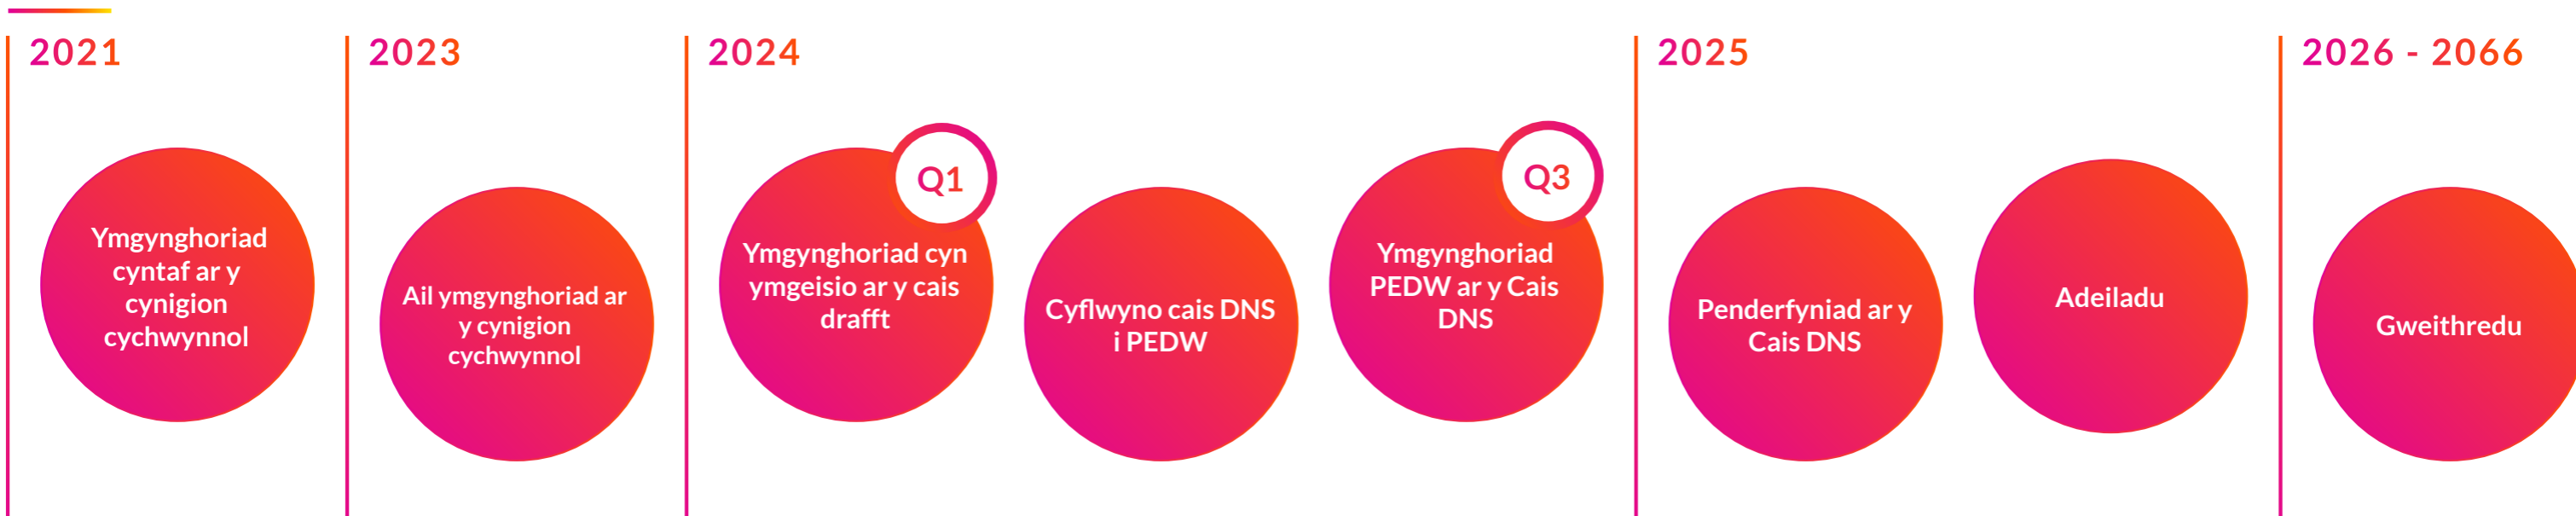 2021
Ymgynghoriad
cyntaf ar y
cynigion
cychwynnol
2023
Ail ymgynghoriad ar
y cynigion
cychwynnol
2024
Q1
Ymgynghoriad cyn
ymgeisio ar y cais
drafft
Cyflwyno cais DNS
i PEDW
Q3
Ymgynghoriad
PEDW ar y Cais
DNS
2025
Penderfyniad ar y
Cais DNS
Adeiladu
2026 - 2066
Gweithredu